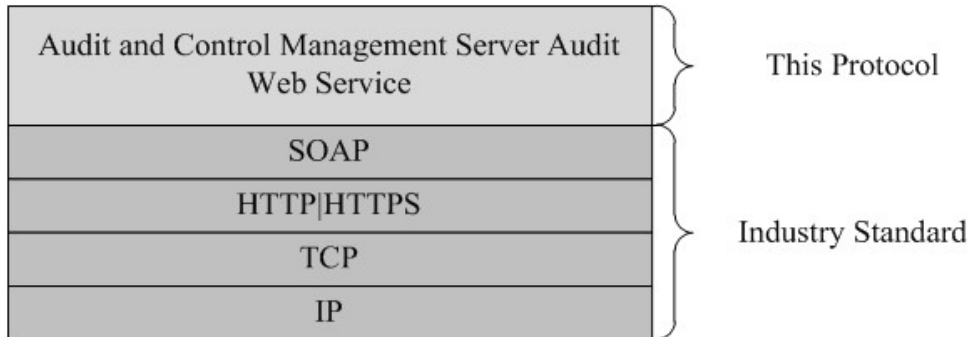 Audit and Control Management Server Audit
Web Service
This Protocol
SOAP
HTTP|HTTPS
TCP
IP
Industry Standard